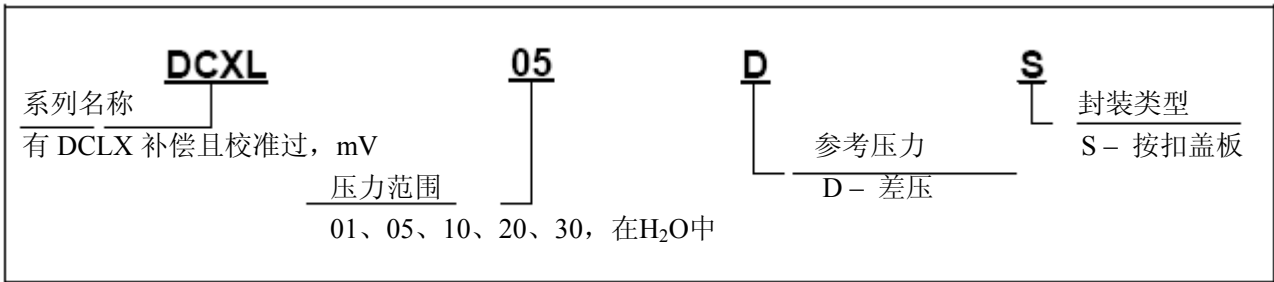 DCXL 05 D S
系列名称
有 DCLX 补偿且校准过，mV
压力范围
01、05、10、20、30，在H₂O中
参考压力
D – 差压
封装类型
S – 按扣盖板